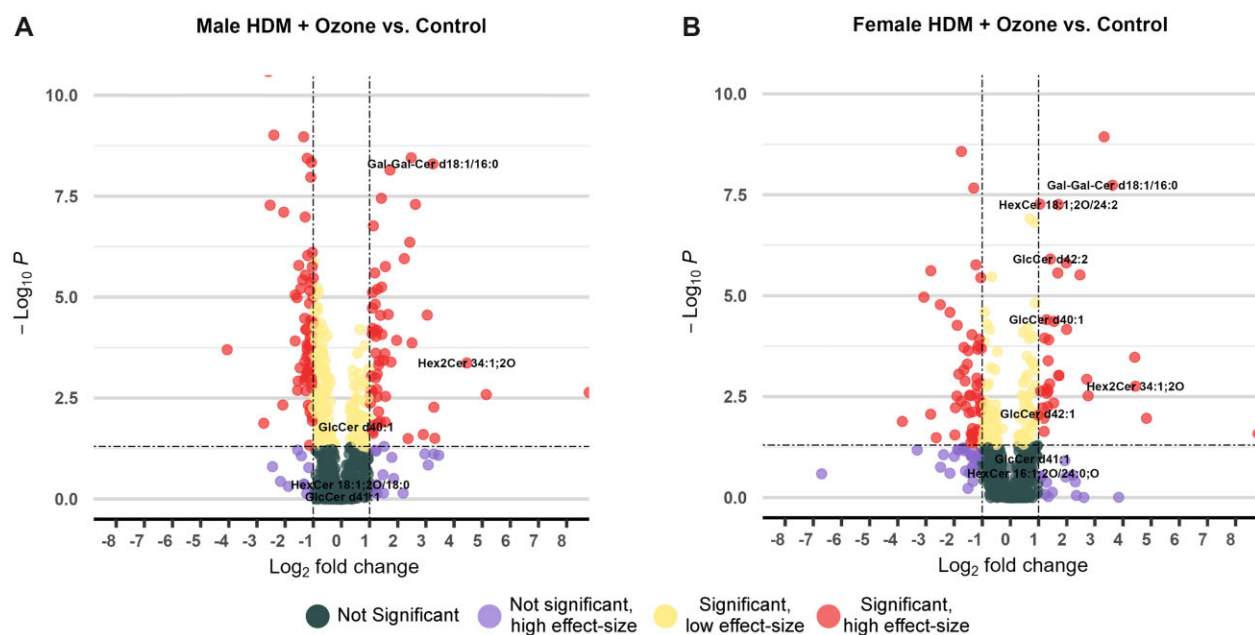 A
Male HDM + Ozone vs. Control
10.0
7.5
5.0
2.5
0.0
– Log10 P
Gal-Gal-Cer d18:1/16:0
Hex2Cer 34:1;2O
GlcCer d40:1
HexCer 18:1;2O/18:0
GlcCer d41:1
-8 -7 -6 -5 -4 -3 -2 -1 0 1 2 3 4 5 6 7 8
Log2 fold change
B
Female HDM + Ozone vs. Control
10.0
7.5
5.0
2.5
0.0
– Log10 P
Gal-Gal-Cer d18:1/16:0
HexCer 18:1;2O/24:2
GlcCer d42:2
GlcCer d40:1
Hex2Cer 34:1;2O
GlcCer d42:1
GlcCer d41:1
HexCer 16:1;2O/24:0;O
-8 -7 -6 -5 -4 -3 -2 -1 0 1 2 3 4 5 6 7 8
Log2 fold change
Not Significant
Not significant,
high effect-size
Significant,
low effect-size
Significant,
high effect-size